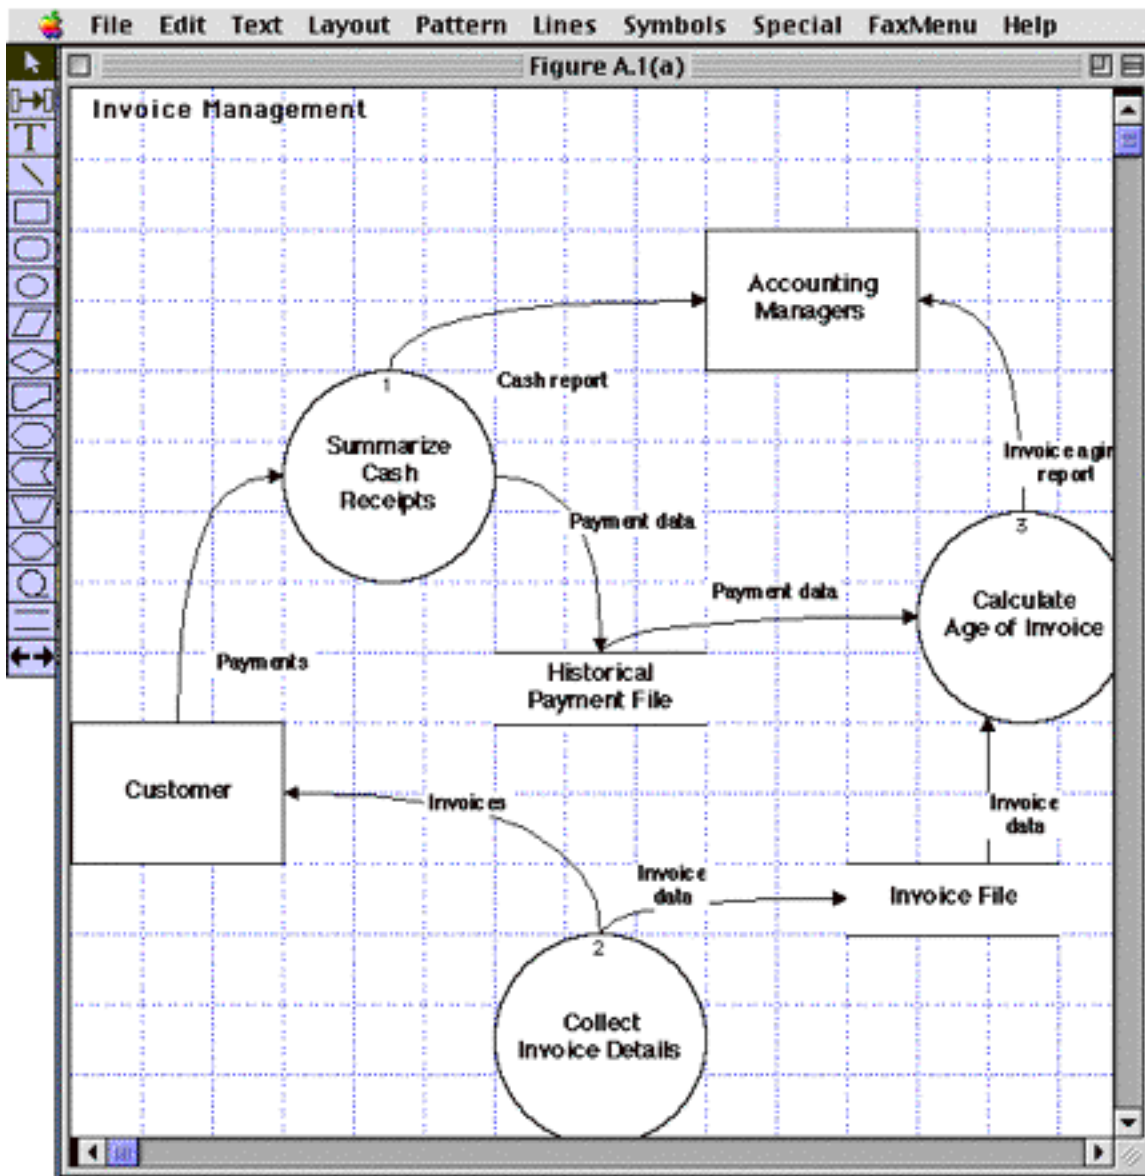 File Edit Text Layout Pattern Lines Symbols Special FaxMenu Help
Figure A.1(a)
Invoice Management
Accounting
Managers
Cash report
1
Summarize
Cash
Receipts
Invoice agin
report
Payment data
3
Calculate
Age of Invoice
Payment data
Payments
Historical
Payment File
Customer
Invoices
Invoice
data
Invoice
data
Invoice File
2
Collect
Invoice Details
T